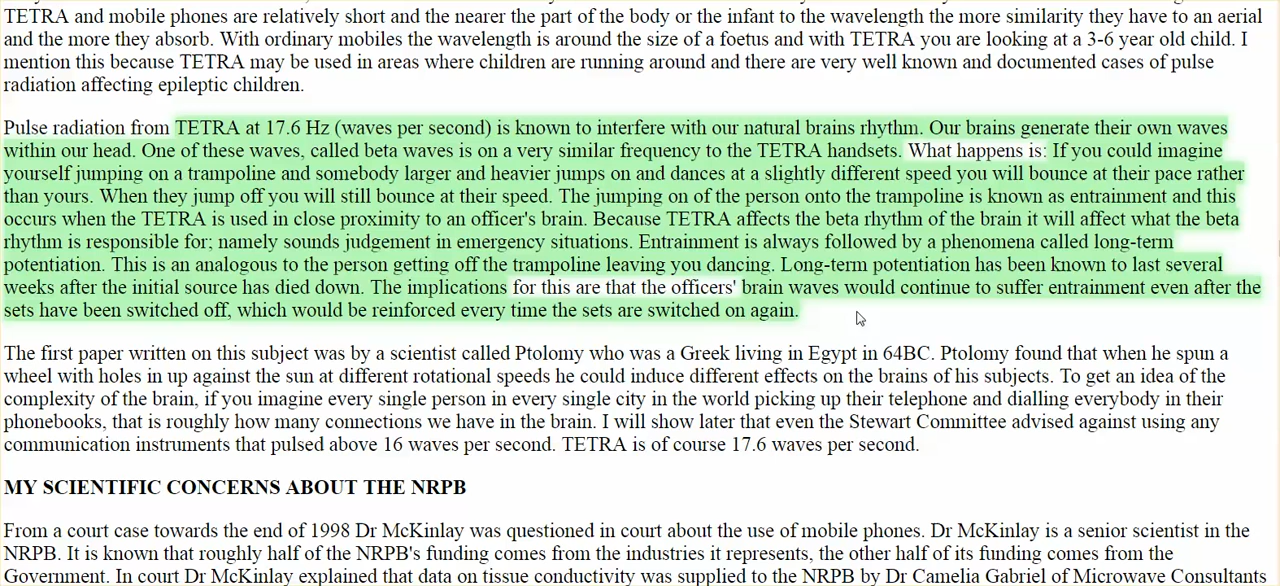 TETRA and mobile phones are relatively short and the nearer the part of the body or the infant to the wavelength the more similarity they have to an aerial
and the more they absorb. With ordinary mobiles the wavelength is around the size of a foetus and with TETRA you are looking at a 3-6 year old child. I
mention this because TETRA may be used in areas where children are running around and there are very well known and documented cases of pulse
radiation affecting epileptic children.
Pulse radiation from TETRA at 17.6 Hz (waves per second) is known to interfere with our natural brains rhythm. Our brains generate their own waves
within our head. One of these waves, called beta waves is on a very similar frequency to the TETRA handsets. What happens is: If you could imagine
yourself jumping on a trampoline and somebody larger and heavier jumps on and dances at a slightly different speed you will bounce at their pace rather
than yours. When they jump off you will still bounce at their speed. The jumping on of the person onto the trampoline is known as entrainment and this
occurs when the TETRA is used in close proximity to an officer's brain. Because TETRA affects the beta rhythm of the brain it will affect what the beta
rhythm is responsible for; namely sounds judgement in emergency situations. Entrainment is always followed by a phenomena called long-term
potentiation. This is an analogous to the person getting off the trampoline leaving you dancing. Long-term potentiation has been known to last several
weeks after the initial source has died down. The implications for this are that the officers' brain waves would continue to suffer entrainment even after the
sets have been switched off, which would be reinforced every time the sets are switched on again.
The first paper written on this subject was by a scientist called Ptolomy who was a Greek living in Egypt in 64BC. Ptolomy found that when he spun a
wheel with holes in up against the sun at different rotational speeds he could induce different effects on the brains of his subjects. To get an idea of the
complexity of the brain, if you imagine every single person in every single city in the world picking up their telephone and dialling everybody in their
phonebooks, that is roughly how many connections we have in the brain. I will show later that even the Stewart Committee advised against using any
communication instruments that pulsed above 16 waves per second. TETRA is of course 17.6 waves per second.
MY SCIENTIFIC CONCERNS ABOUT THE NRPB
From a court case towards the end of 1998 Dr McKinlay was questioned in court about the use of mobile phones. Dr McKinlay is a senior scientist in the
NRPB. It is known that roughly half of the NRPB's funding comes from the industries it represents, the other half of its funding comes from the
Government. In court Dr McKinlay explained that data on tissue conductivity was supplied to the NRPB by Dr Camelia Gabriel of Microwave Consultants